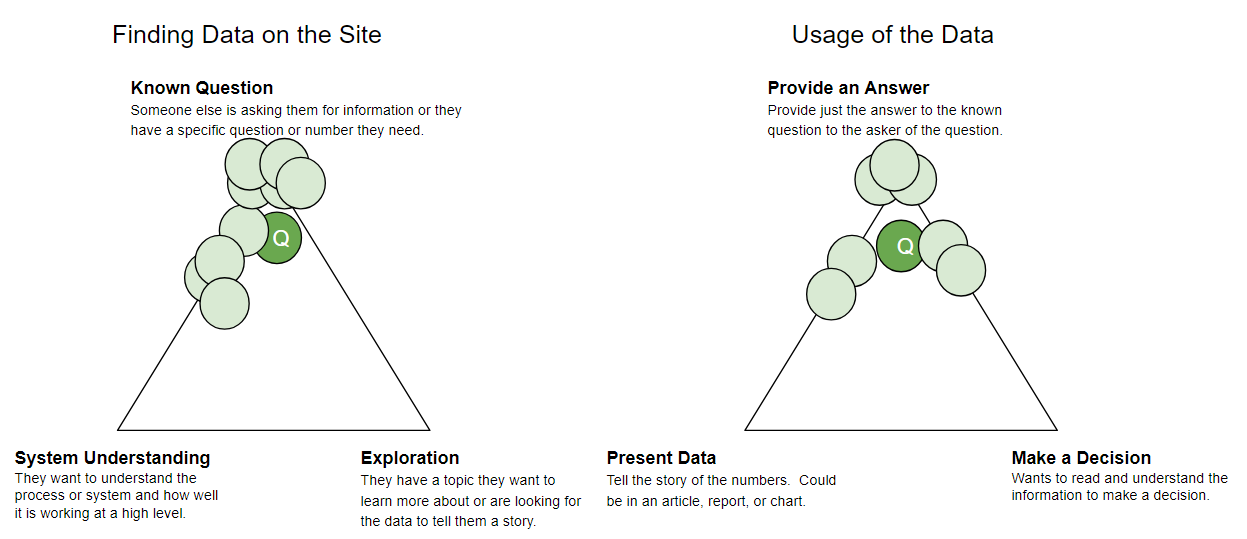 Finding Data on the Site
Known Question
Someone else is asking them for information or they
have a specific question or number they need.
Q
System Understanding
They want to understand the
process or system and how well
it is working at a high level.
Exploration
They have a topic they want to
learn more about or are looking for
the data to tell them a story.
Usage of the Data
Provide an Answer
Provide just the answer to the known
question to the asker of the question.
Q
Present Data
Tell the story of the numbers.  Could
be in an article, report, or chart.
Make a Decision
Wants to read and understand the
information to make a decision.